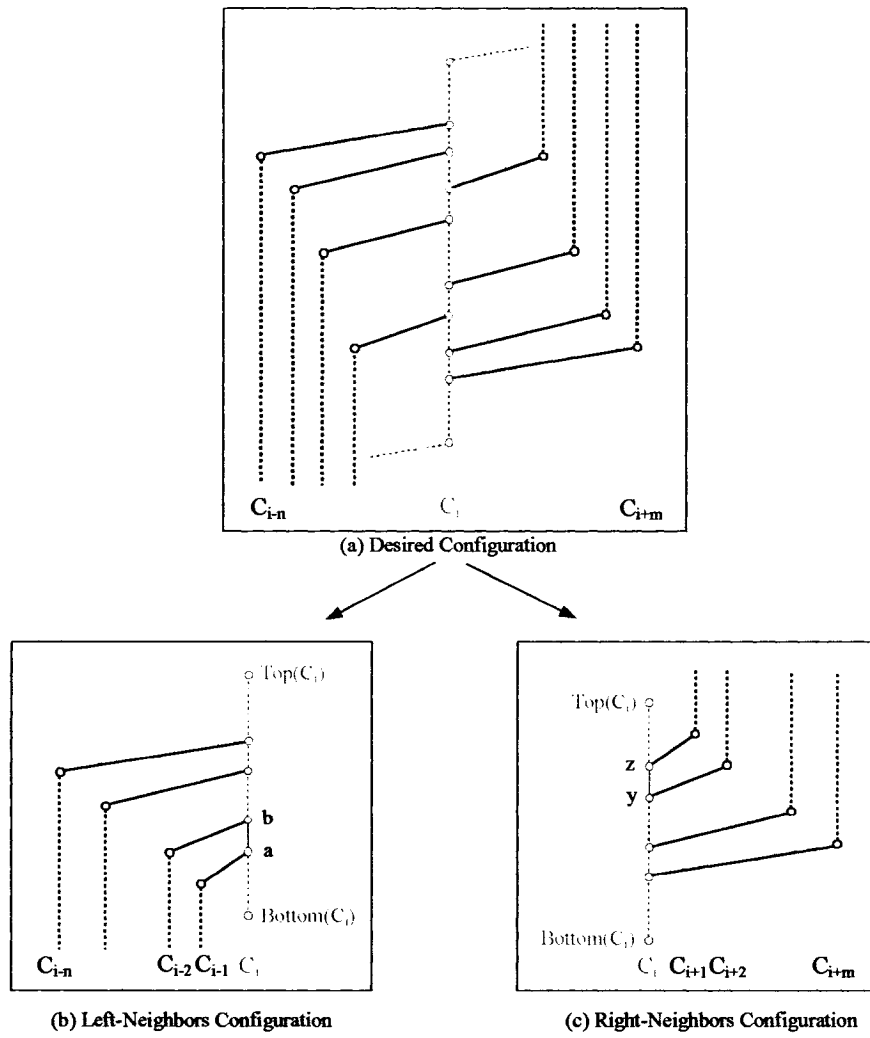 C_{i-n} C_i C_{i+m}
(a) Desired Configuration
Top(C_i)
b
a
Bottom(C_i)
C_{i-n} C_{i-2} C_{i-1} C_i
(b) Left-Neighbors Configuration
Top(C_i)
z
y
Bottom(C_i)
C_i C_{i+1} C_{i+2} C_{i+m}
(c) Right-Neighbors Configuration